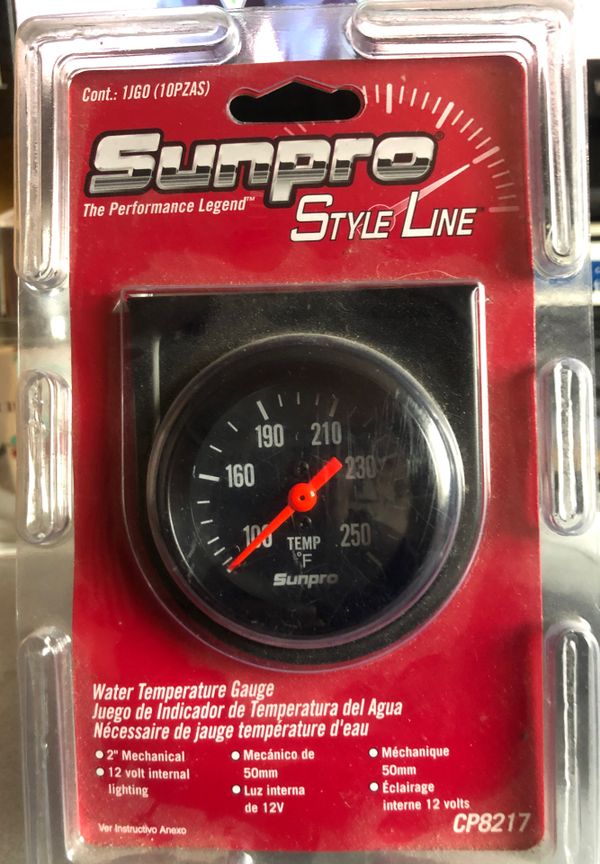 Cont.: 1JGO (10PZAS)
Sunpro®
The Performance Legend™
STYLE LINE®
190 210
160 230
100 TEMP 250
°F
Sunpro
Water Temperature Gauge
Juego de Indicador de Temperatura del Agua
Nécessaire de jauge température d'eau
• 2" Mechanical
• 12 volt internal
lighting
• Mecánico de
50mm
• Luz interna
de 12V
• Méchanique
50mm
• Éclairage
interne 12 volts
Ver Instructivo Anexo
CP8217